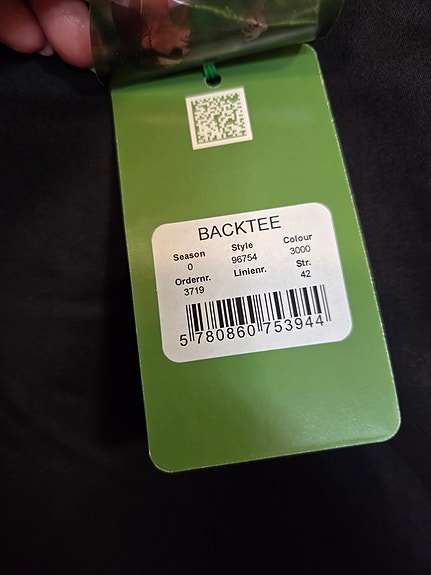 BACKTEE
Season Style Colour
0 96754 3000
Ordernr. Linienr. Str.
3719 42
5 780860 753944